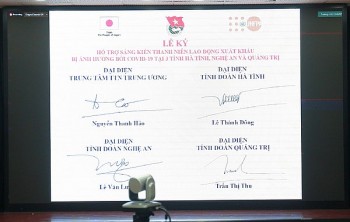 LỄ KÝ
HỖ TRỢ SÁNG KIẾN THANH NIÊN LAO ĐỘNG XUẤT KHẨU
BỊ ẢNH HƯỞNG BỞI COVID 19 TẠI 3 TỈNH HÀ TĨNH, NGHỆ AN VÀ QUẢNG TRỊ
ĐẠI DIỆN
TRUNG TÂM TTN TRUNG ƯƠNG
ĐẠI DIỆN
TỈNH ĐOÀN HÀ TĨNH
Nguyễn Thanh Hảo
Lê Thành Đông
ĐẠI DIỆN
TỈNH ĐOÀN NGHỆ AN
ĐẠI DIỆN
TỈNH ĐOÀN QUẢNG TRỊ
Lê Văn
Trần Thị Thu